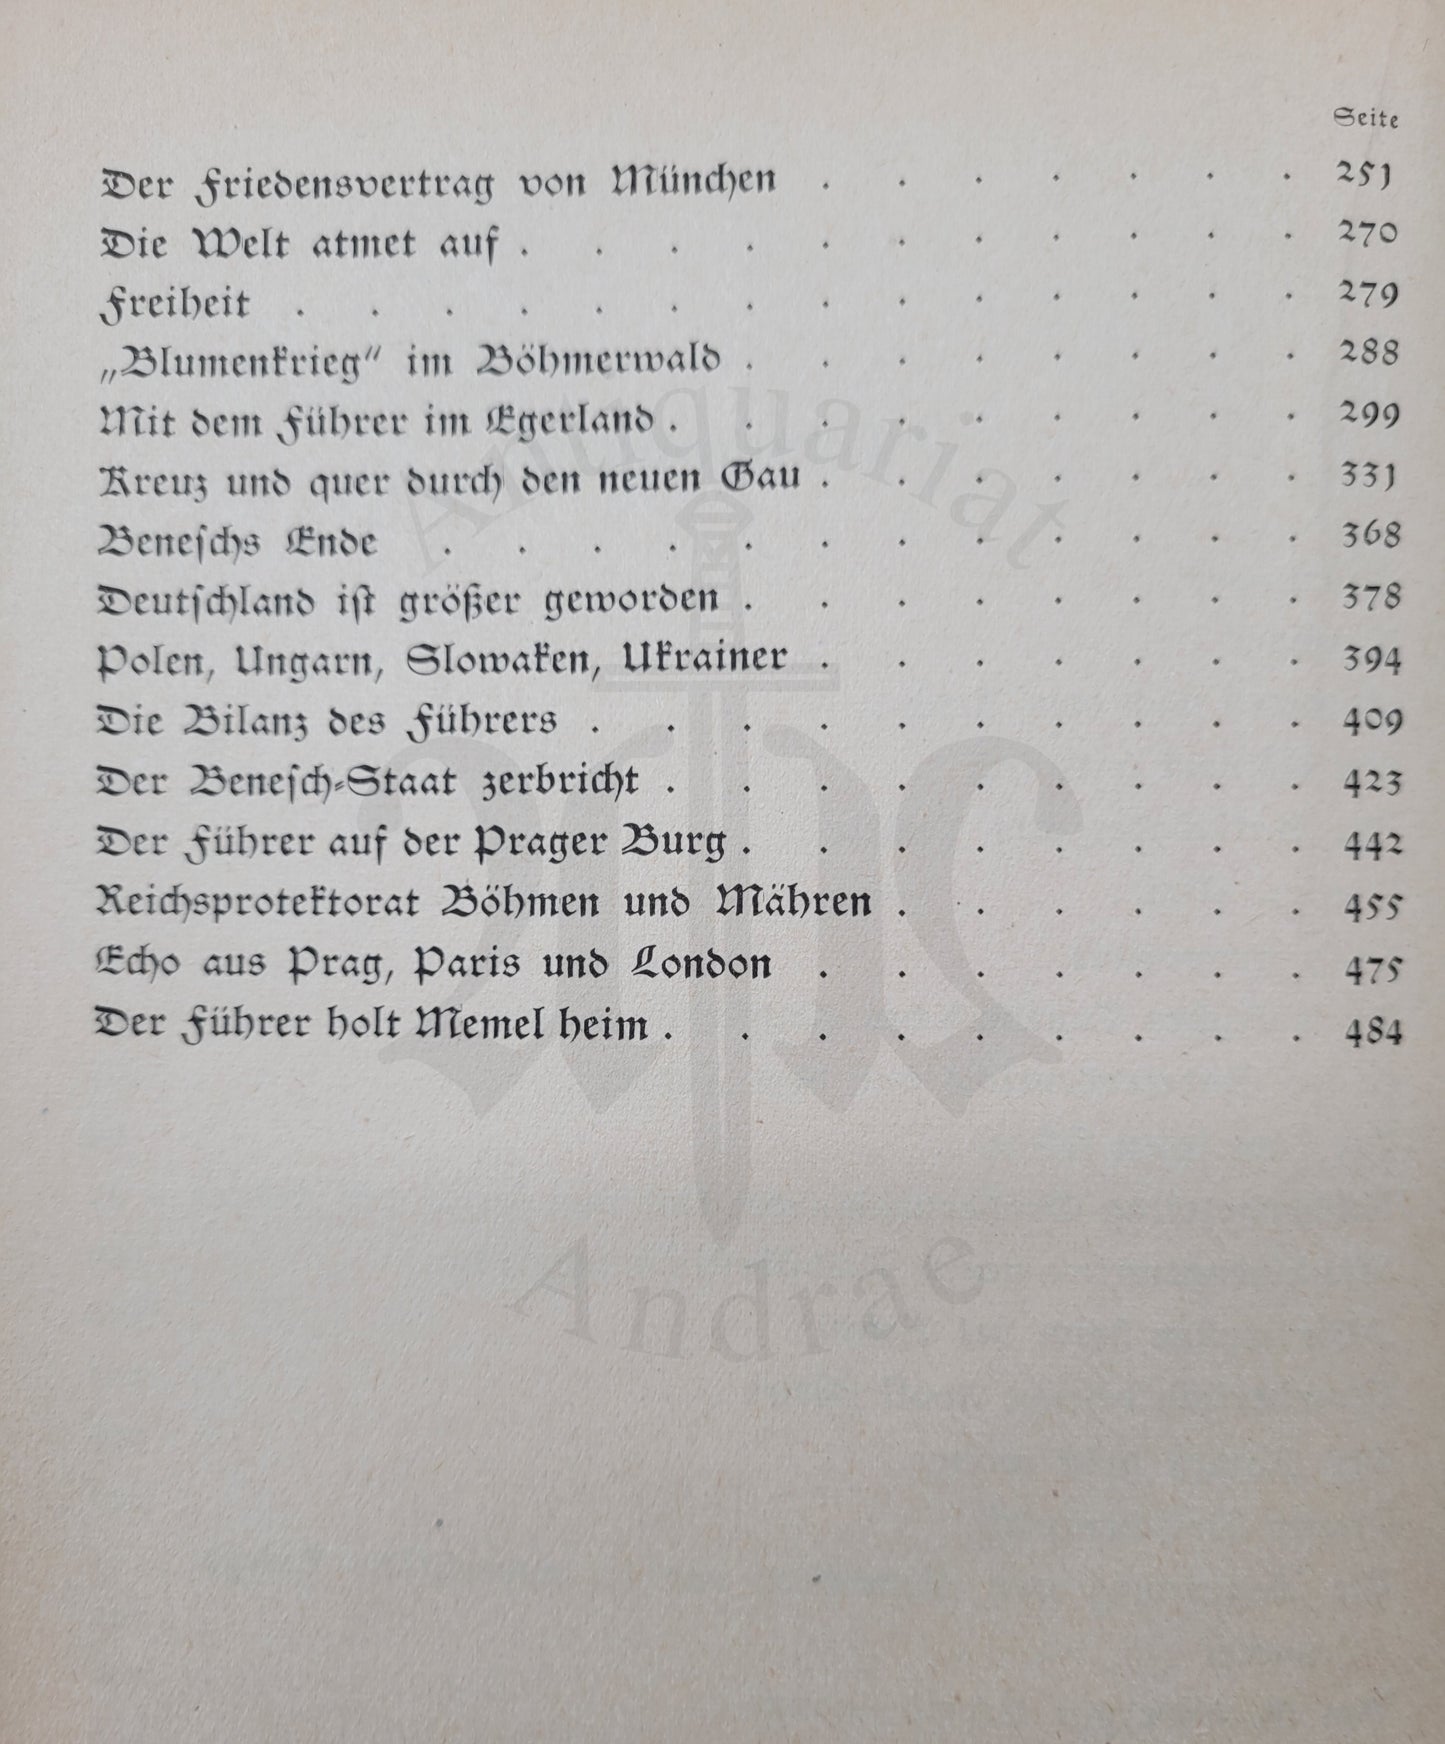 Seite
Der Friedensvertrag von München . . . . . . . 251
Die Welt atmet auf . . . . . . . . . . . 270
Freiheit . . . . . . . . . . . . . . 279
„Blumenkrieg“ im Böhmerwald . . . . . . . . 288
Mit dem Führer im Egerland . . . . . . . . . 299
Kreuz und quer durch den neuen Gau . . . . . . . 331
Beneschs Ende . . . . . . . . . . . . 368
Deutschland ist größer geworden . . . . . . . . 378
Polen, Ungarn, Slowaken, Ukrainer . . . . . . . 394
Die Bilanz des Führers . . . . . . . . . . 409
Der Benesch-Staat zerbricht . . . . . . . . . 423
Der Führer auf der Prager Burg . . . . . . . . 442
Reichsprotektorat Böhmen und Mähren . . . . . . 455
Echo aus Prag, Paris und London . . . . . . . 475
Der Führer holt Memel heim . . . . . . . . . 484
Antiquariat
Andrae